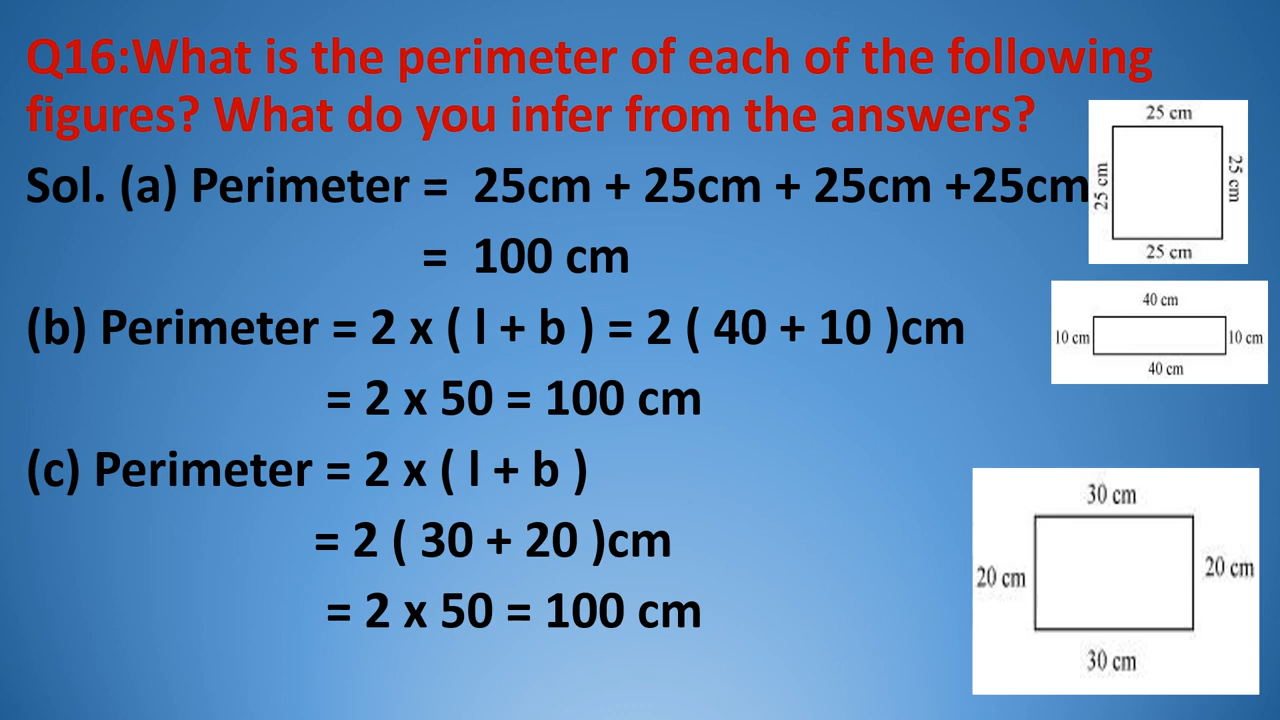 Q16:What is the perimeter of each of the following
figures? What do you infer from the answers?
Sol. (a) Perimeter = 25cm + 25cm + 25cm +25cm
= 100 cm
25 cm
25 cm
25 cm
25 cm
(b) Perimeter = 2 x ( l + b ) = 2 ( 40 + 10 )cm
= 2 x 50 = 100 cm
40 cm
10 cm
10 cm
40 cm
(c) Perimeter = 2 x ( l + b )
= 2 ( 30 + 20 )cm
= 2 x 50 = 100 cm
30 cm
20 cm
20 cm
30 cm